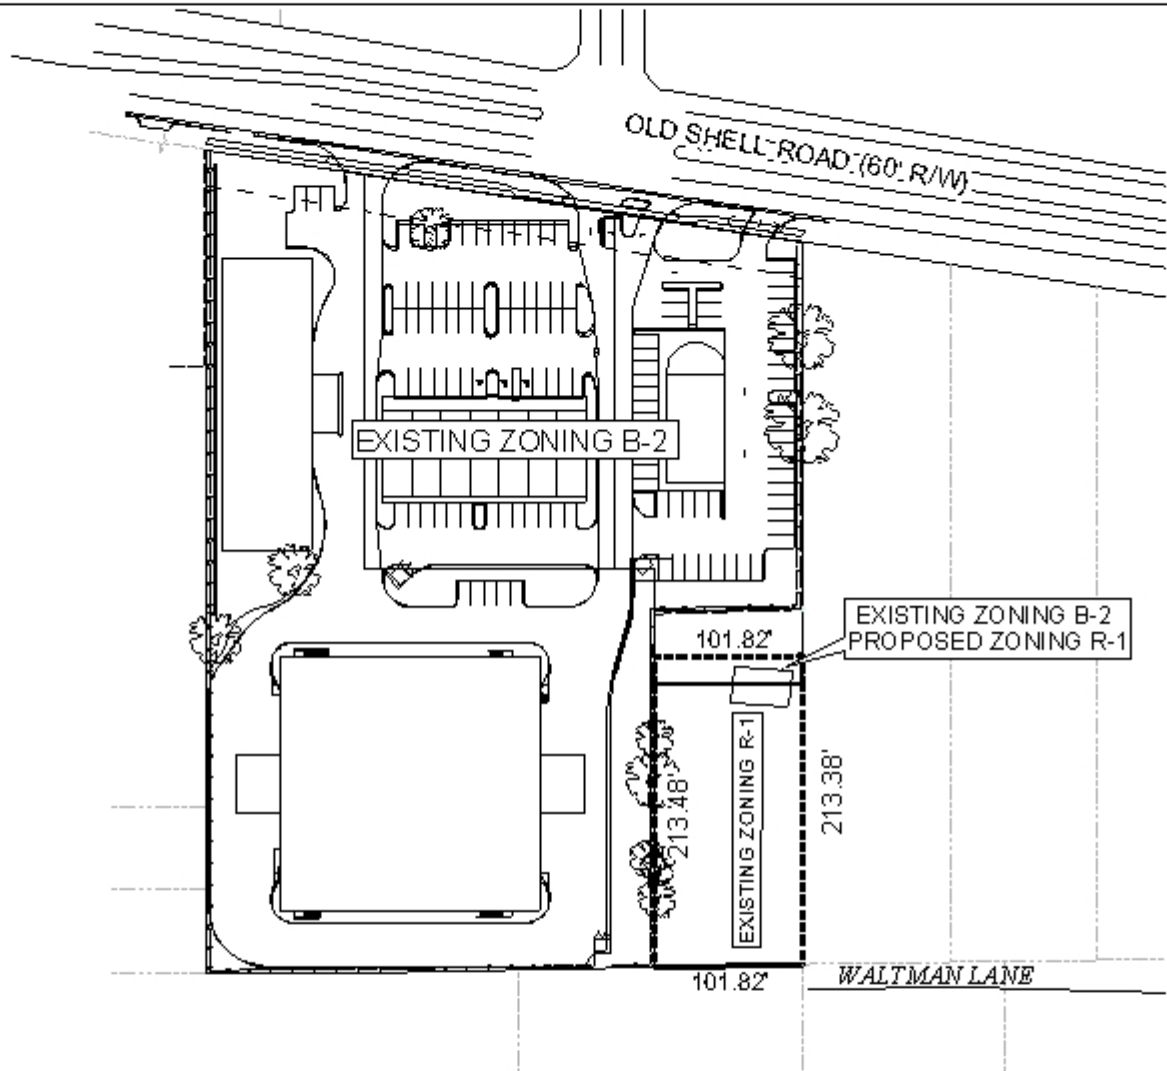 OLD SHELL ROAD (60' R/W)
EXISTING ZONING B-2
EXISTING ZONING B-2
PROPOSED ZONING R-1
101.82'
EXISTING ZONING R-1
213.48'
213.38'
101.82'
WALTMAN LANE